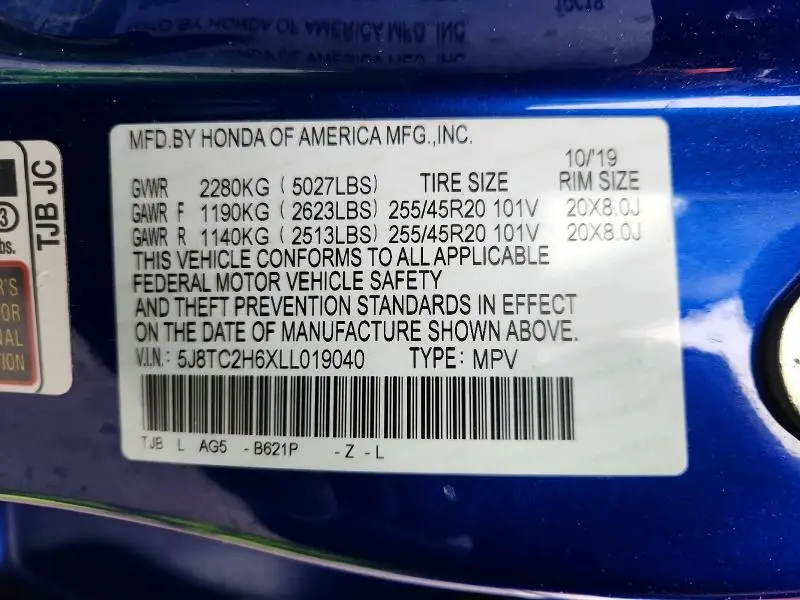 MFD.BY HONDA OF AMERICA MFG.,INC.
10/'19
GVWR 2280KG ( 5027LBS) TIRE SIZE RIM SIZE
GAWR F 1190KG ( 2623LBS) 255/45R20 101V 20X8.0J
GAWR R 1140KG ( 2513LBS) 255/45R20 101V 20X8.0J
THIS VEHICLE CONFORMS TO ALL APPLICABLE
FEDERAL MOTOR VEHICLE SAFETY
AND THEFT PREVENTION STANDARDS IN EFFECT
ON THE DATE OF MANUFACTURE SHOWN ABOVE.
V.I.N.: 5J8TC2H6XLL019040 TYPE: MPV
TJB L AG5 -B621P -Z -L
TJB JC